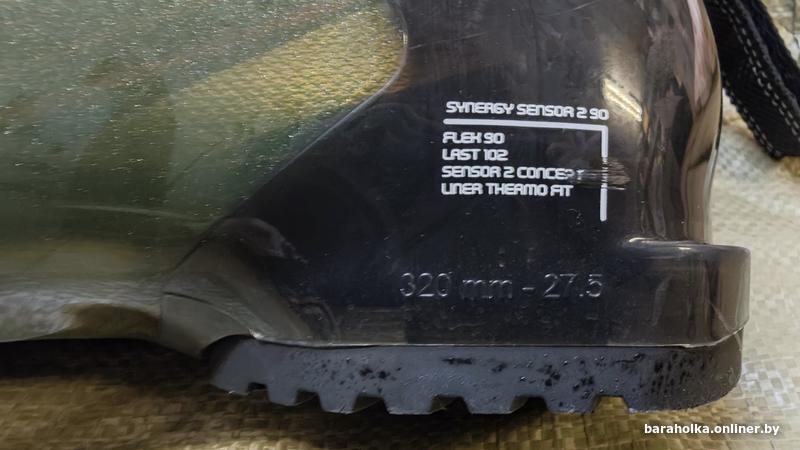 SYNERGY SENSOR 2 90
FLEX 90
LAST 102
SENSOR 2 CONCEPT
LINER THERMO FIT
320 mm - 27.5
baraholka.onliner.by